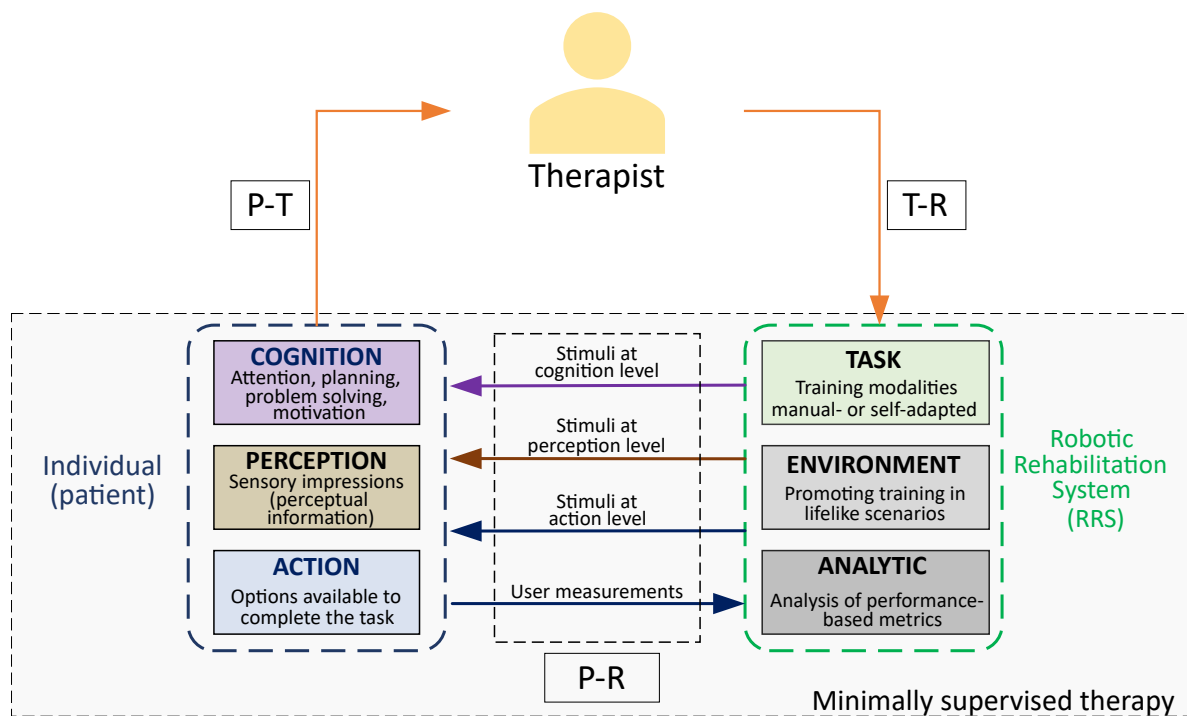 Therapist
P-T
T-R
COGNITION
Attention, planning,
problem solving,
motivation
PERCEPTION
Sensory impressions
(perceptual
information)
ACTION
Options available to
complete the task
Individual
(patient)
Stimuli at
cognition level
Stimuli at
perception level
Stimuli at
action level
User measurements
P-R
TASK
Training modalities
manual- or self-adapted
ENVIRONMENT
Promoting training in
lifelike scenarios
ANALYTIC
Analysis of performance-
based metrics
Robotic
Rehabilitation
System
(RRS)
Minimally supervised therapy